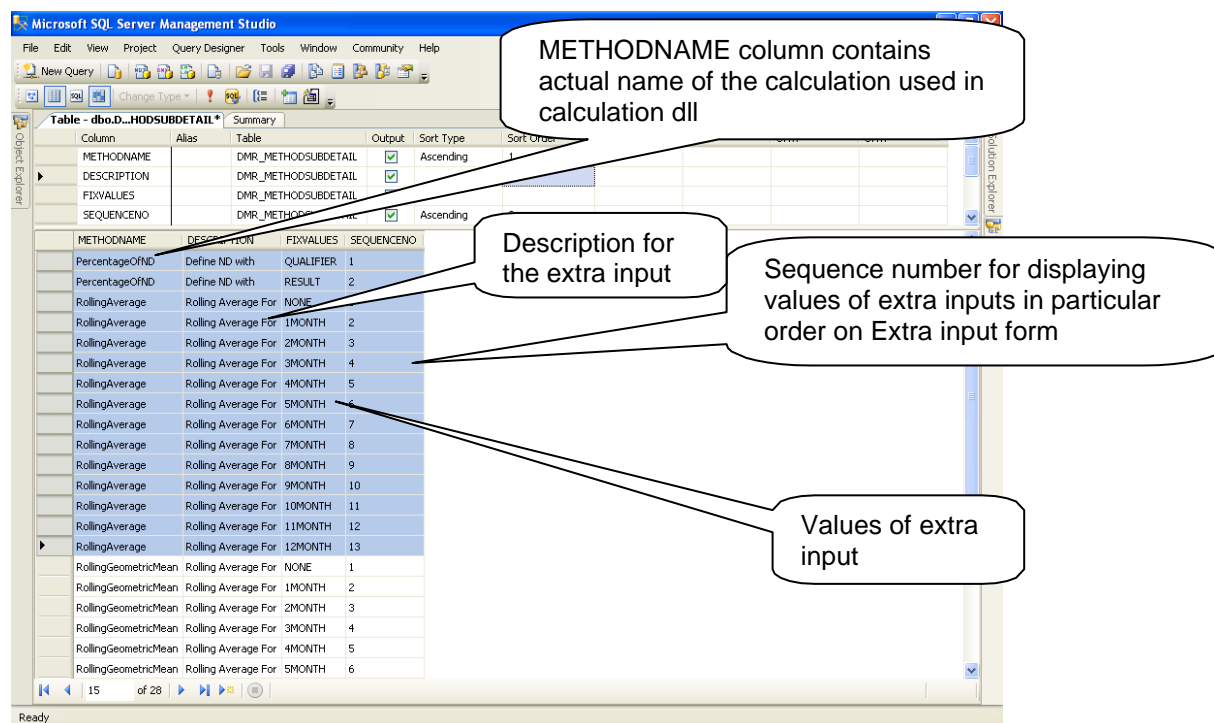 Microsoft SQL Server Management Studio
File Edit View Project Query Designer Tools Window Community Help
New Query
Change Type
Table - dbo.D...HODSUBDETAIL* Summary
Object Explorer
Solution Explorer
Column Alias Table Output Sort Type Sort Order
METHODNAME DMR_METHODSUBDETAIL Ascending 1
DESCRIPTION DMR_METHODSUBDETAIL
FIXVALUES DMR_METHODSUBDETAIL
SEQUENCENO DMR_METHODSUBDETAIL Ascending
METHODNAME column contains
actual name of the calculation used in
calculation dll
Description for
the extra input
Sequence number for displaying
values of extra inputs in particular
order on Extra input form
Values of extra
input
METHODNAME DESCRIPTION FIXVALUES SEQUENCENO
PercentageOfND Define ND with QUALIFIER 1
PercentageOfND Define ND with RESULT 2
RollingAverage Rolling Average For NONE
RollingAverage Rolling Average For 1MONTH 2
RollingAverage Rolling Average For 2MONTH 3
RollingAverage Rolling Average For 3MONTH 4
RollingAverage Rolling Average For 4MONTH 5
RollingAverage Rolling Average For 5MONTH 6
RollingAverage Rolling Average For 6MONTH 7
RollingAverage Rolling Average For 7MONTH 8
RollingAverage Rolling Average For 8MONTH 9
RollingAverage Rolling Average For 9MONTH 10
RollingAverage Rolling Average For 10MONTH 11
RollingAverage Rolling Average For 11MONTH 12
RollingAverage Rolling Average For 12MONTH 13
RollingGeometricMean Rolling Average For NONE 1
RollingGeometricMean Rolling Average For 1MONTH 2
RollingGeometricMean Rolling Average For 2MONTH 3
RollingGeometricMean Rolling Average For 3MONTH 4
RollingGeometricMean Rolling Average For 4MONTH 5
RollingGeometricMean Rolling Average For 5MONTH 6
15 of 28
Ready